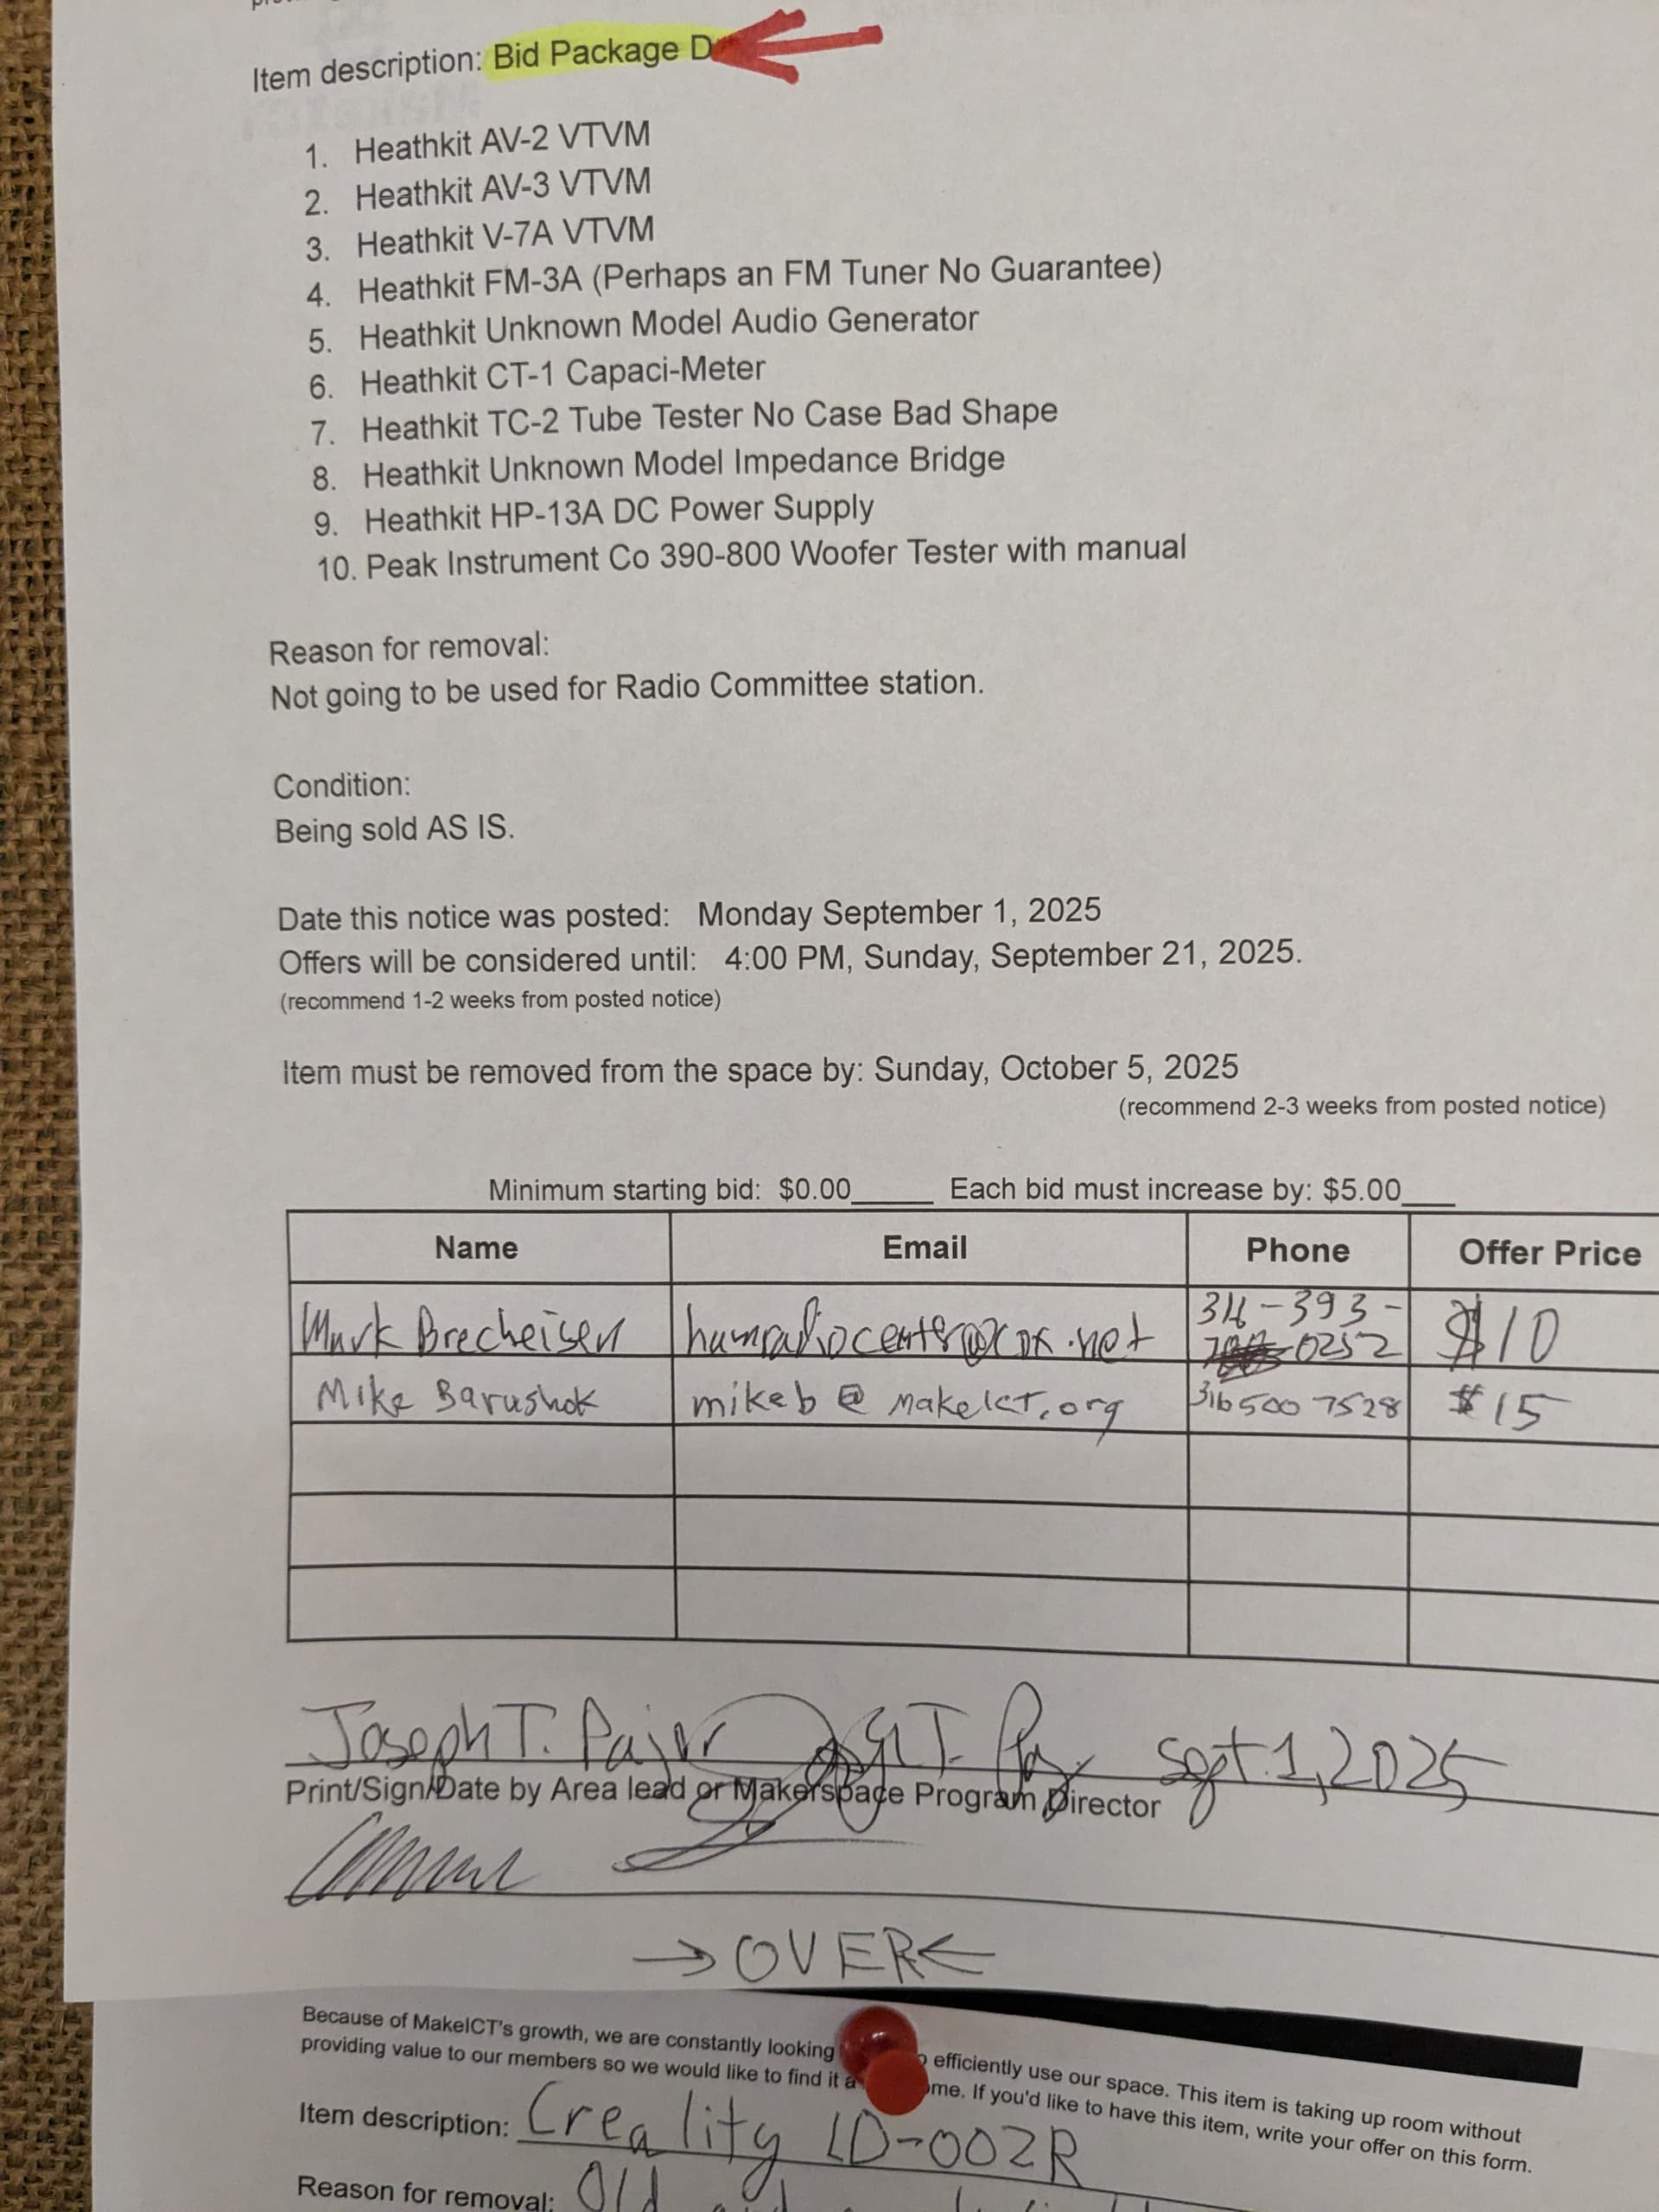 Item description: Bid Package D
1. Heathkit AV-2 VTVM
2. Heathkit AV-3 VTVM
3. Heathkit V-7A VTVM
4. Heathkit FM-3A (Perhaps an FM Tuner No Guarantee)
5. Heathkit Unknown Model Audio Generator
6. Heathkit CT-1 Capaci-Meter
7. Heathkit TC-2 Tube Tester No Case Bad Shape
8. Heathkit Unknown Model Impedance Bridge
9. Heathkit HP-13A DC Power Supply
10. Peak Instrument Co 390-800 Woofer Tester with manual
Reason for removal:
Not going to be used for Radio Committee station.
Condition:
Being sold AS IS.
Date this notice was posted: Monday September 1, 2025
Offers will be considered until: 4:00 PM, Sunday, September 21, 2025.
(recommend 1-2 weeks from posted notice)
Item must be removed from the space by: Sunday, October 5, 2025
(recommend 2-3 weeks from posted notice)
Minimum starting bid: $0.00_____ Each bid must increase by: $5.00___
Name Email Phone Offer Price
Mark Brecheisen hamradiocenter@cox.net 316-393-0252 $10
Mike Barushok mikeb@makeICT.org 316 500 7528 $15
Joseph T. Pajor Sept. 1, 2025
Print/Sign/Date by Area lead or Makerspace Program Director
→ OVER ←
Because of MakeICT's growth, we are constantly looking efficiently use our space. This item is taking up room without
providing value to our members so we would like to find it a If you'd like to have this item, write your offer on this form.
Item description: Creality LD-002R
Reason for removal: Old